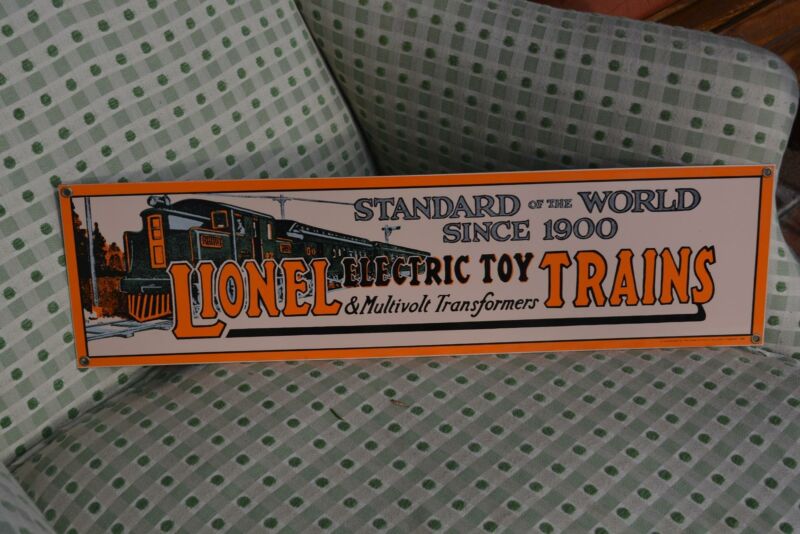 STANDARD OF THE WORLD
SINCE 1900
LIONEL ELECTRIC TOY TRAINS
& Multivolt Transformers